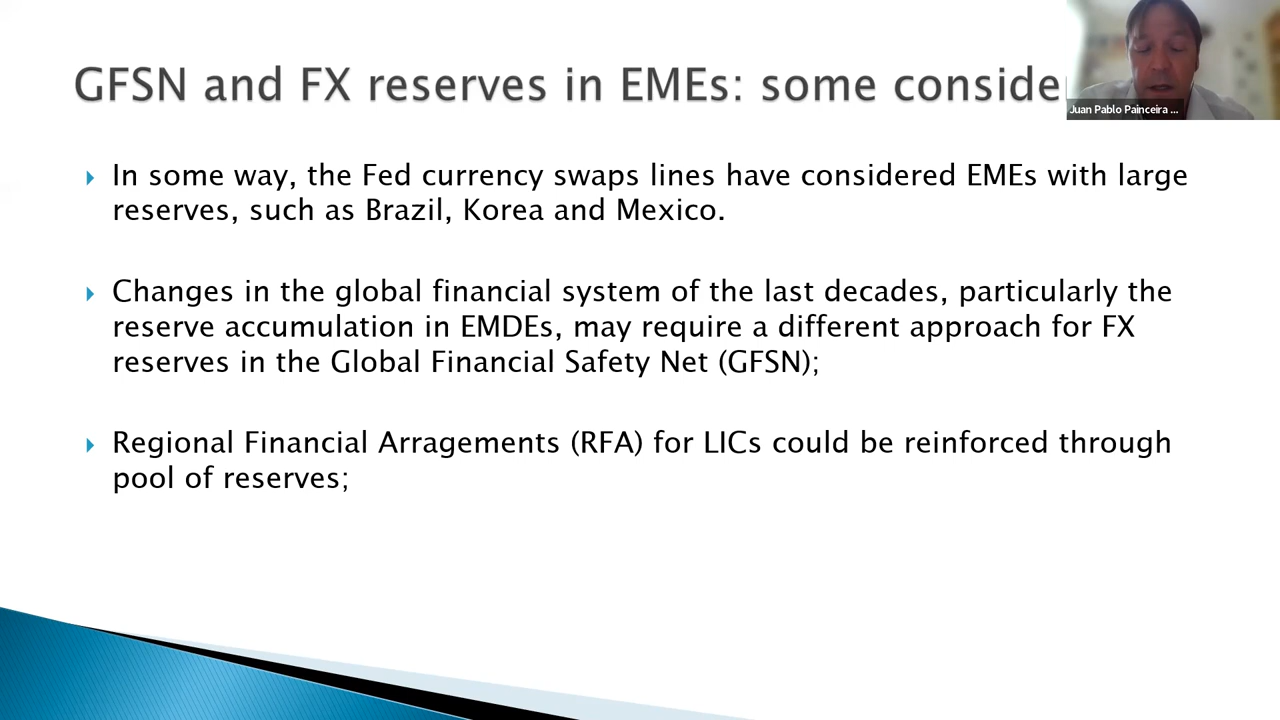 GFSN and FX reserves in EMEs: some conside
Juan Pablo Painceira ...
In some way, the Fed currency swaps lines have considered EMEs with large
reserves, such as Brazil, Korea and Mexico.
Changes in the global financial system of the last decades, particularly the
reserve accumulation in EMDEs, may require a different approach for FX
reserves in the Global Financial Safety Net (GFSN);
Regional Financial Arragements (RFA) for LICs could be reinforced through
pool of reserves;